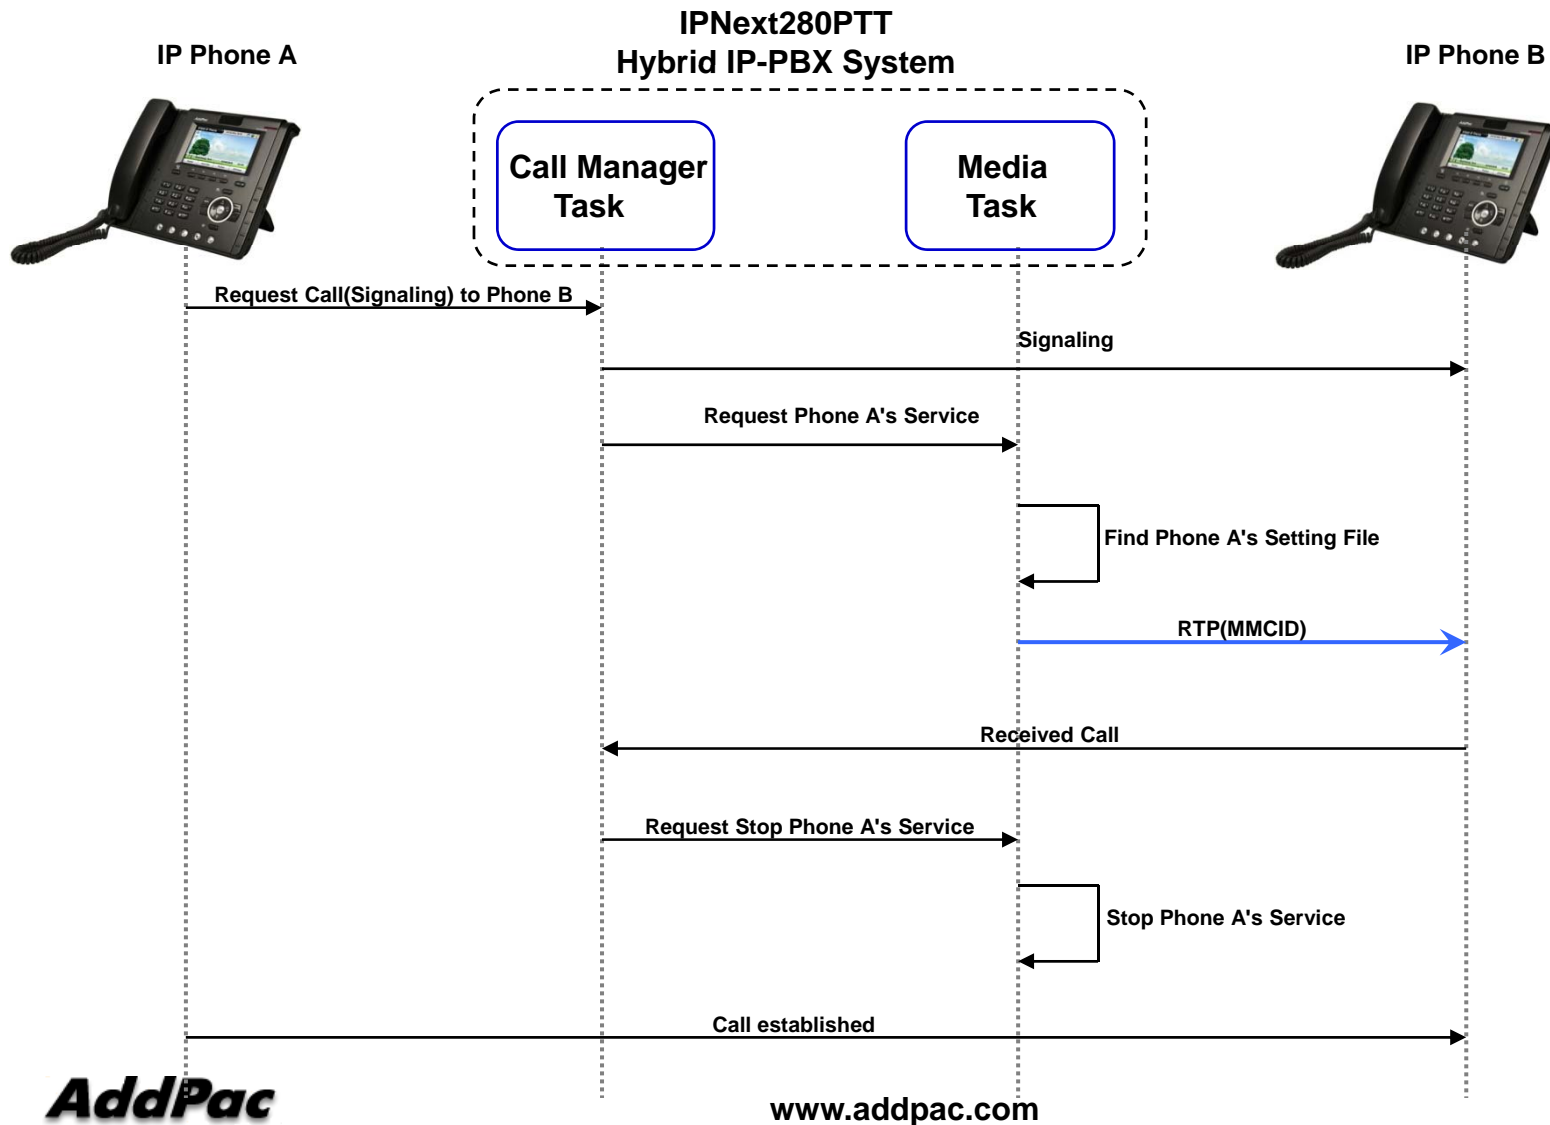 IPNext280PTT
Hybrid IP-PBX System
IP Phone A
IP Phone B
Call Manager
Task
Media
Task
Request Call(Signaling) to Phone B
Signaling
Request Phone A's Service
Find Phone A's Setting File
RTP(MMCID)
Received Call
Request Stop Phone A's Service
Stop Phone A's Service
Call established
AddPac
www.addpac.com